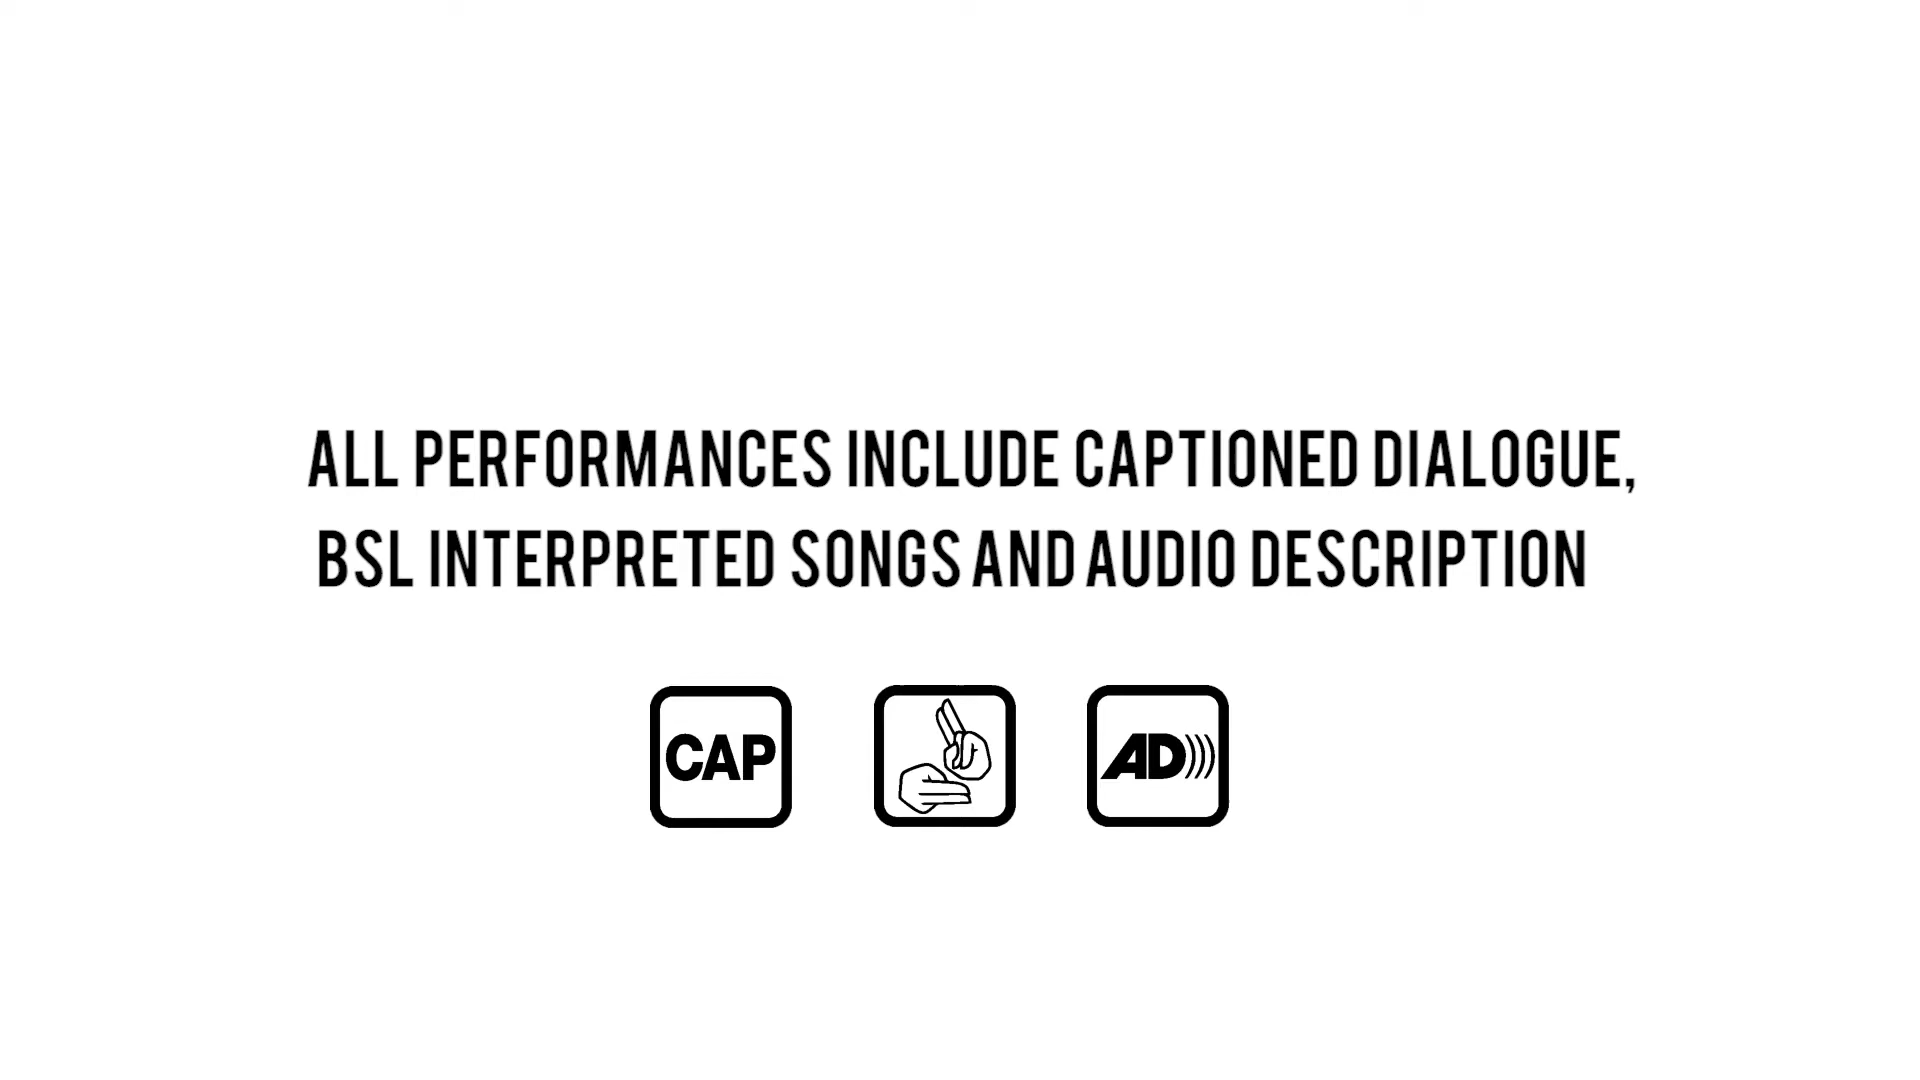 ALL PERFORMANCES INCLUDE CAPTIONED DIALOGUE,
BSL INTERPRETED SONGS AND AUDIO DESCRIPTION
CAP
AD